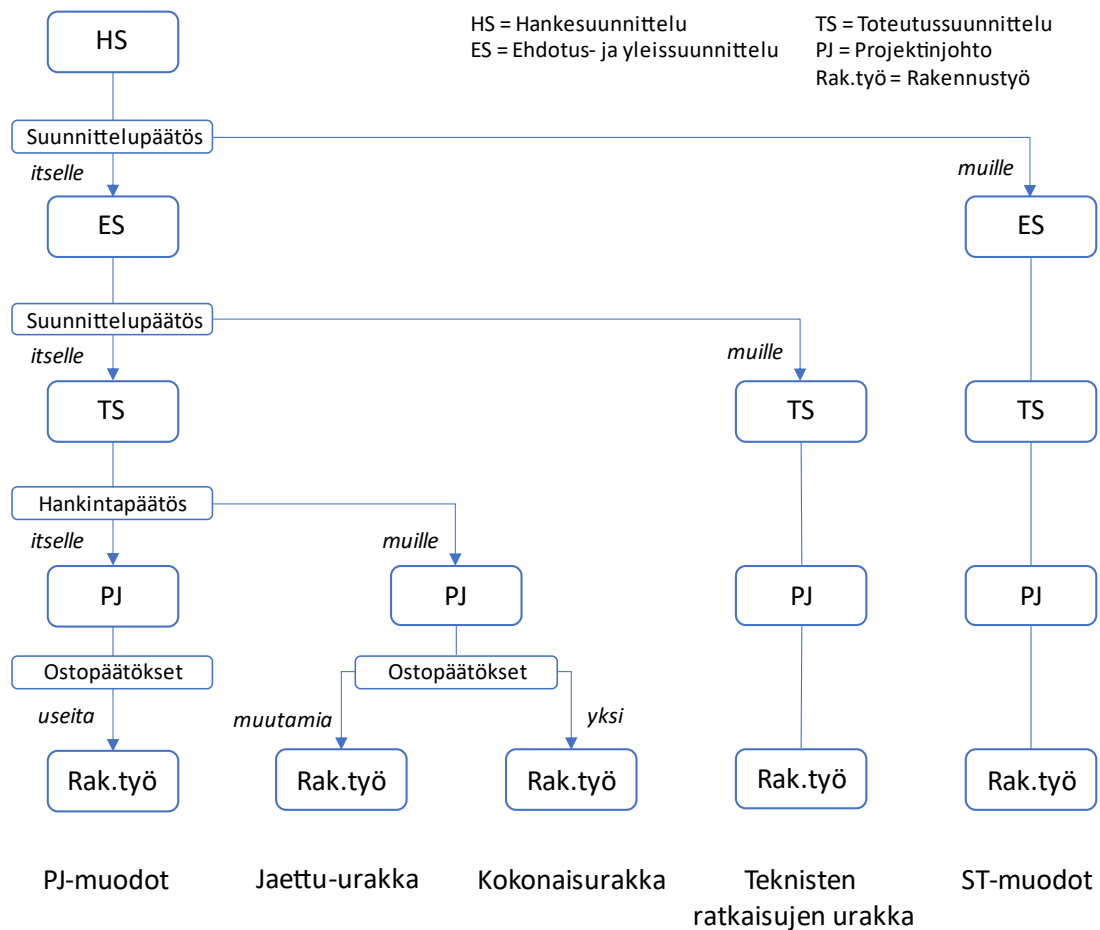 HS
HS = Hankesuunnittelu
ES = Ehdotus- ja yleissuunnittelu
TS = Toteutussuunnittelu
PJ = Projektinjohto
Rak.työ = Rakennustyö
Suunnittelupäätös
itselle
muille
ES
ES
Suunnittelupäätös
itselle
muille
TS
TS
TS
Hankintapäätös
itselle
muille
PJ
PJ
PJ
PJ
Ostopäätökset
Ostopäätökset
useita
muutamia
yksi
Rak.työ
Rak.työ
Rak.työ
Rak.työ
Rak.työ
PJ-muodot
Jaettu-urakka
Kokonaisurakka
Teknisten
ratkaisujen urakka
ST-muodot